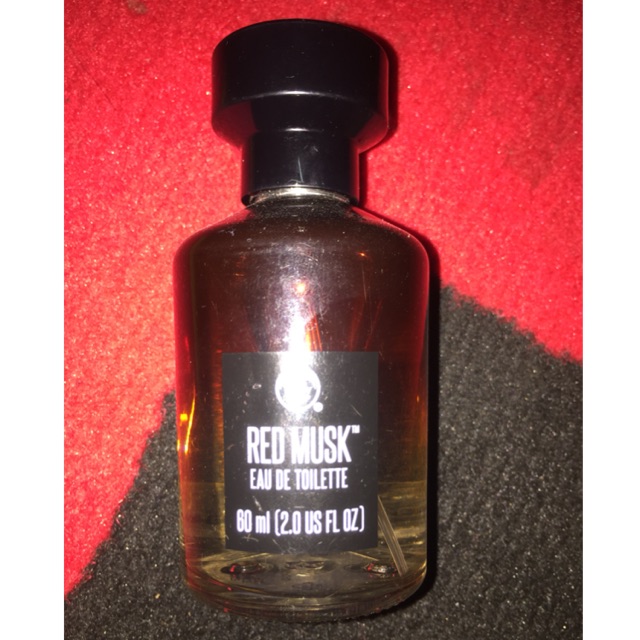 RED MUSK™
EAU DE TOILETTE
60 ml (2.0 US FL OZ)